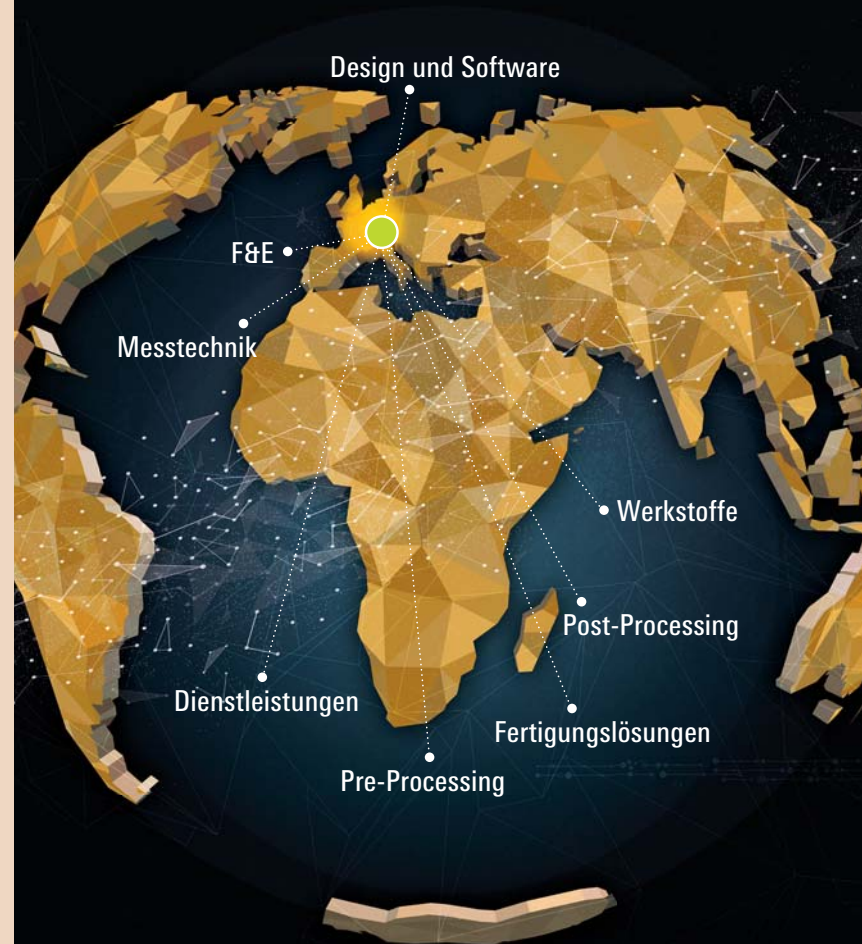 Design und Software
F&E
Messtechnik
Werkstoffe
Post-Processing
Dienstleistungen
Fertigungslösungen
Pre-Processing